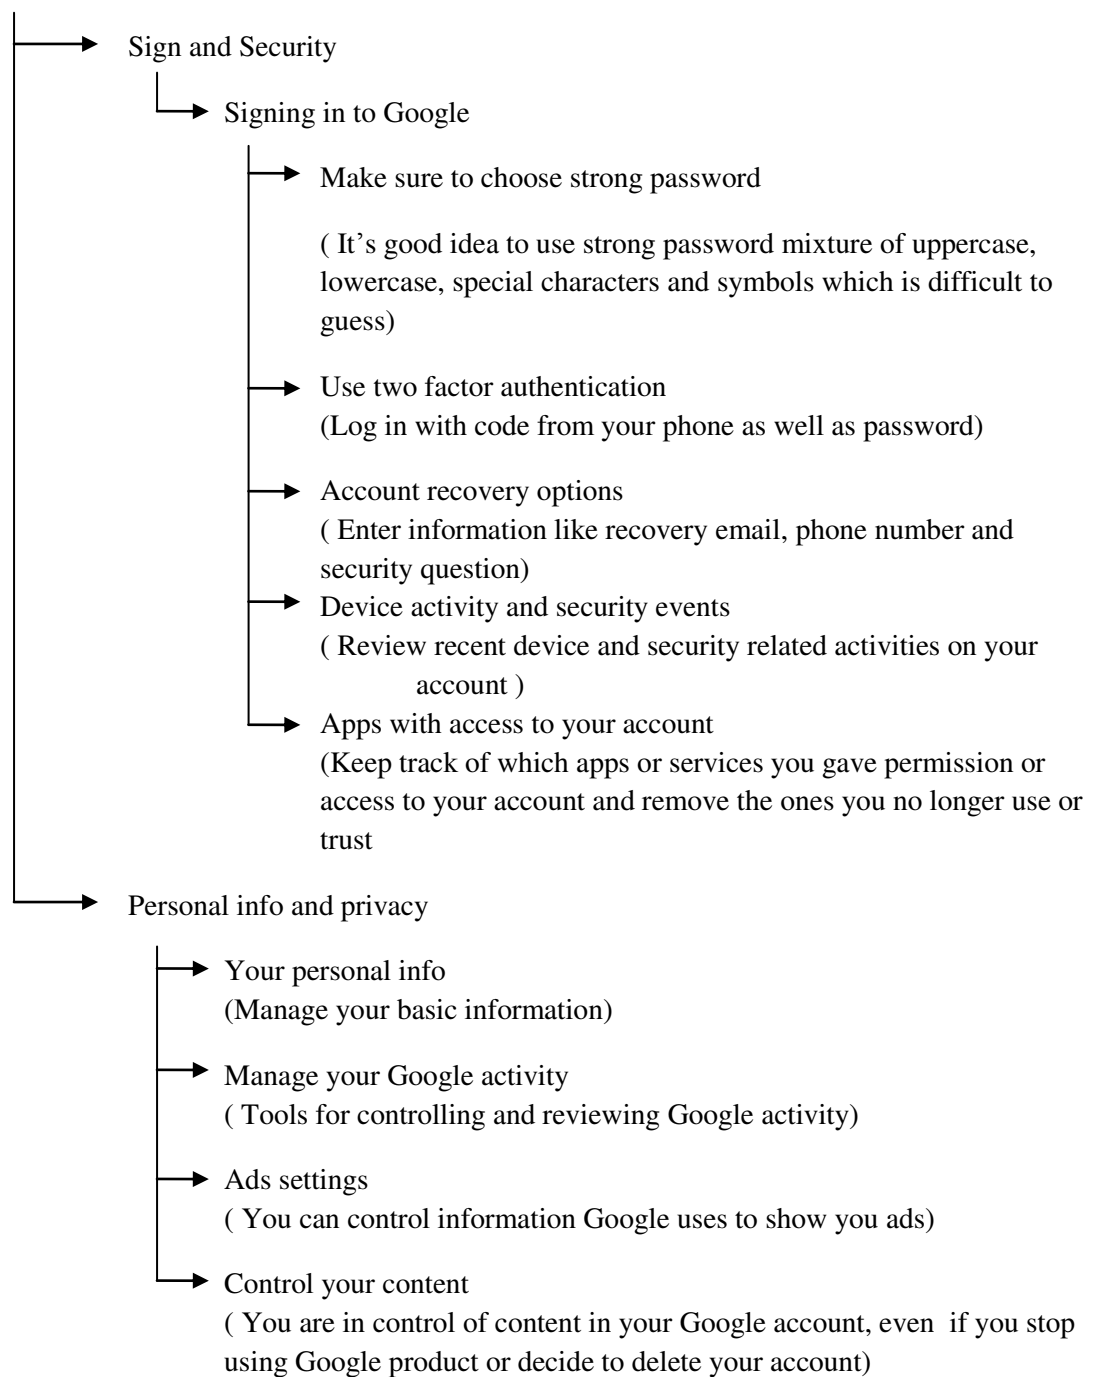 Sign and Security
Signing in to Google
Make sure to choose strong password
( It’s good idea to use strong password mixture of uppercase,
lowercase, special characters and symbols which is difficult to
guess)
Use two factor authentication
(Log in with code from your phone as well as password)
Account recovery options
( Enter information like recovery email, phone number and
security question)
Device activity and security events
( Review recent device and security related activities on your
account )
Apps with access to your account
(Keep track of which apps or services you gave permission or
access to your account and remove the ones you no longer use or
trust
Personal info and privacy
Your personal info
(Manage your basic information)
Manage your Google activity
( Tools for controlling and reviewing Google activity)
Ads settings
( You can control information Google uses to show you ads)
Control your content
( You are in control of content in your Google account, even  if you stop
using Google product or decide to delete your account)